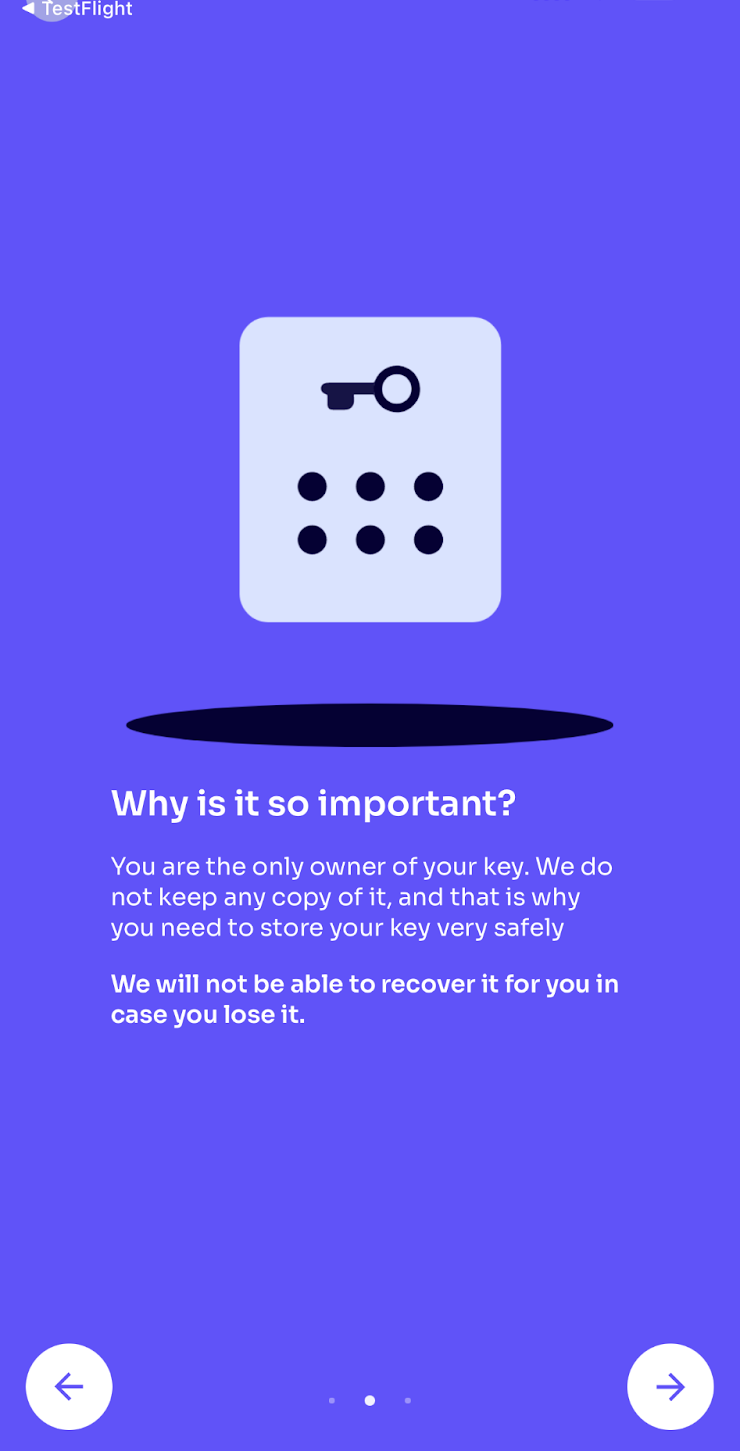 ◀ TestFlight
Why is it so important?
You are the only owner of your key. We do
not keep any copy of it, and that is why
you need to store your key very safely
We will not be able to recover it for you in
case you lose it.